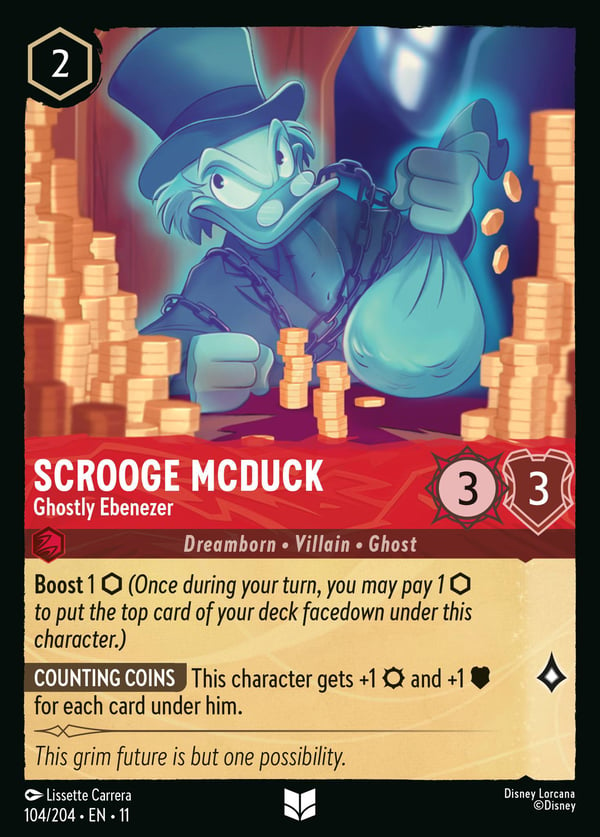 2
SCROOGE MCDUCK
Ghostly Ebenezer
3
3
Dreamborn • Villain • Ghost
Boost 1 ⬡ (Once during your turn, you may pay 1 ⬡
to put the top card of your deck facedown under this
character.)
COUNTING COINS This character gets +1 and +1
for each card under him.
This grim future is but one possibility.
Lissette Carrera
104/204 • EN • 11
Disney Lorcana
©Disney